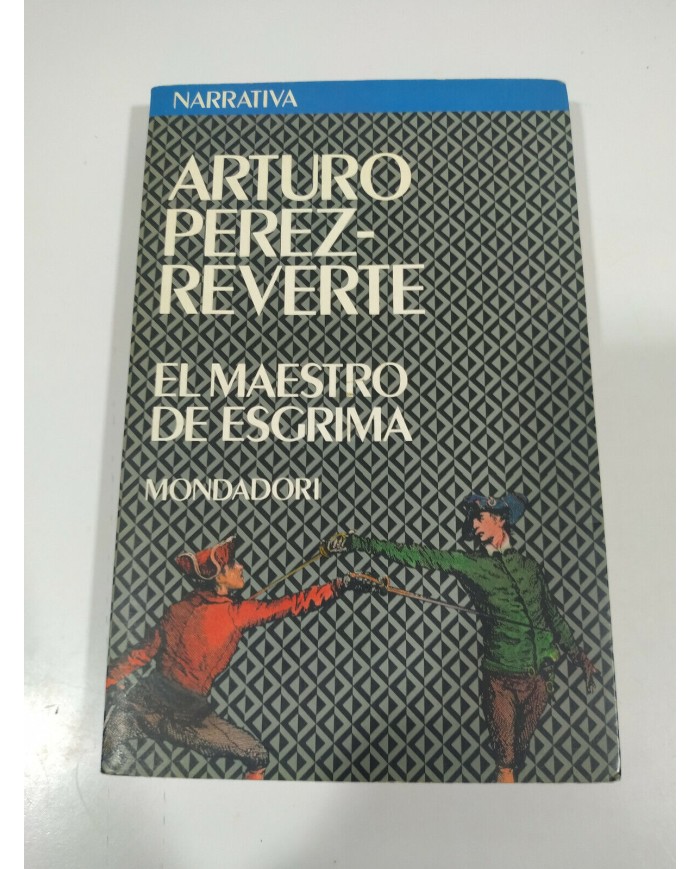 NARRATIVA
ARTURO
PEREZ-
REVERTE
EL MAESTRO
DE ESGRIMA
MONDADORI